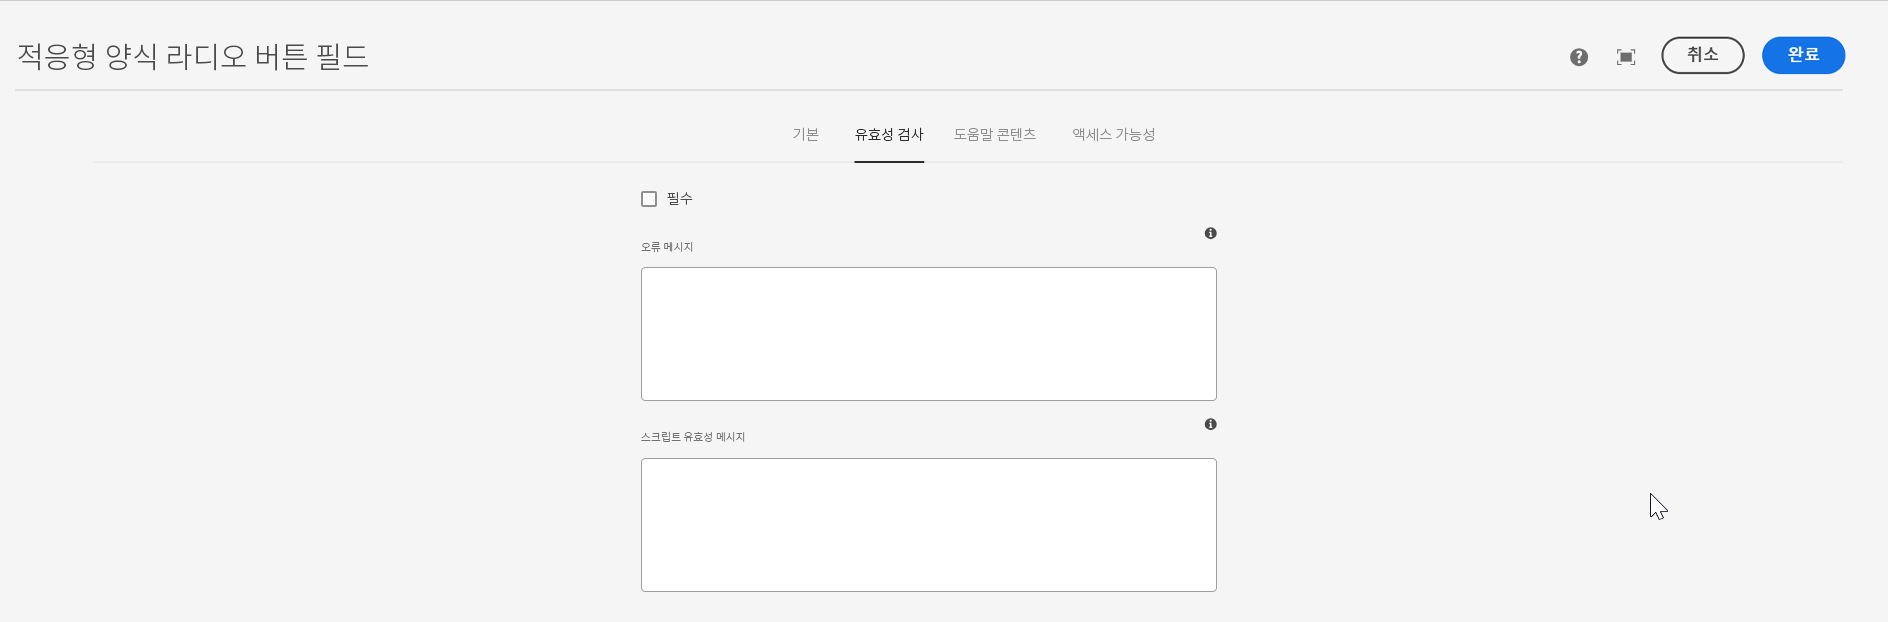 적응형 양식 라디오 버튼 필드
취소
완료
기본
유효성 검사
도움말 콘텐츠
액세스 가능성
필수
오류 메시지
스크립트 유효성 메시지